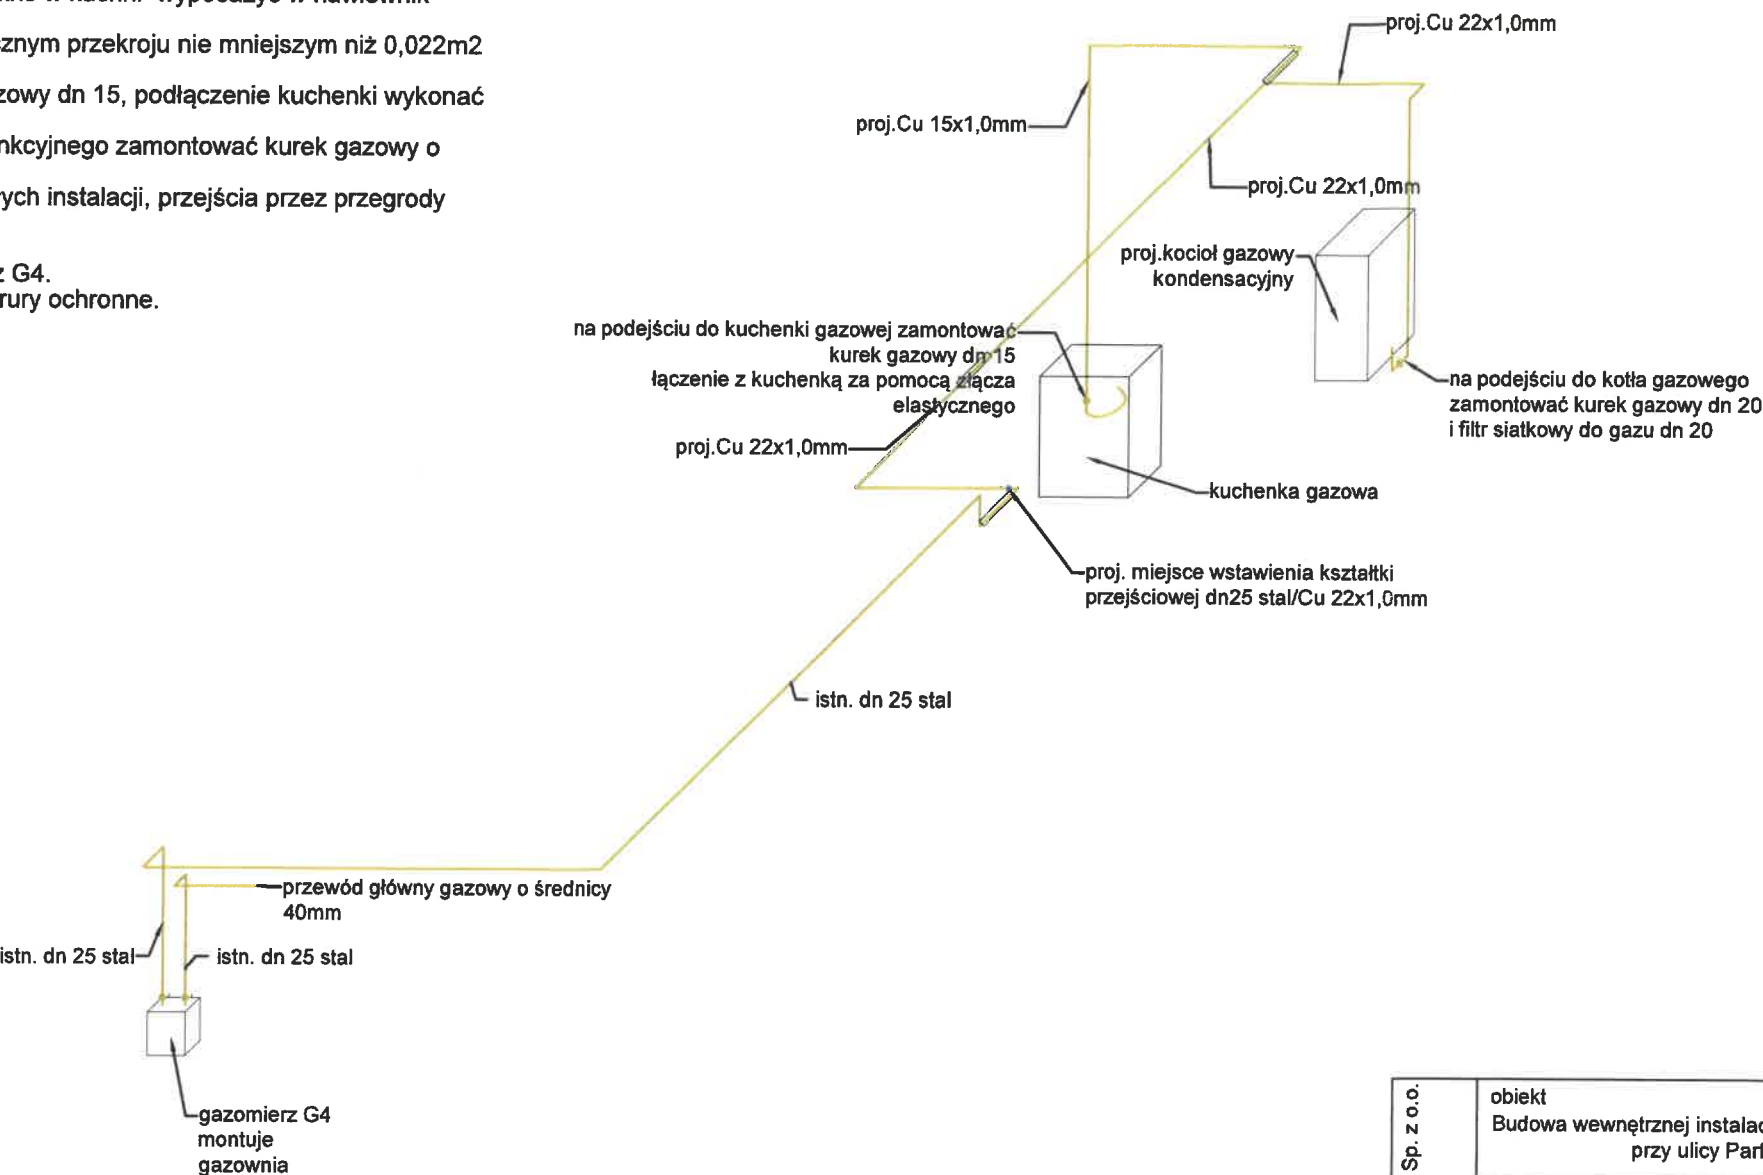 wyposażyć w nawiewnik
znym przekroju nie mniejszym niż 0,022m2
zowy dn 15, podłączenie kuchenki wykonać
nkcyjnego zamontować kurek gazowy o
ych instalacji, przejścia przez przegrody
z G4.
rury ochronne.
proj.Cu 22x1,0mm
proj.Cu 15x1,0mm
proj.Cu 22x1,0mm
proj.kocioł gazowy
kondensacyjny
na podejściu do kuchenki gazowej zamontować
kurek gazowy dn 15
łączenie z kuchenką za pomocą złącza
elastycznego
na podejściu do kotła gazowego
zamontować kurek gazowy dn 20
i filtr siatkowy do gazu dn 20
proj.Cu 22x1,0mm
kuchenka gazowa
proj. miejsce wstawienia kształtki
przejściowej dn25 stal/Cu 22x1,0mm
istn. dn 25 stal
przewód główny gazowy o średnicy
40mm
istn. dn 25 stal
istn. dn 25 stal
gazomierz G4
montuje
gazownia
Sp. z o.o.
obiekt
Budowa wewnętrznej instalac
przy ulicy Par